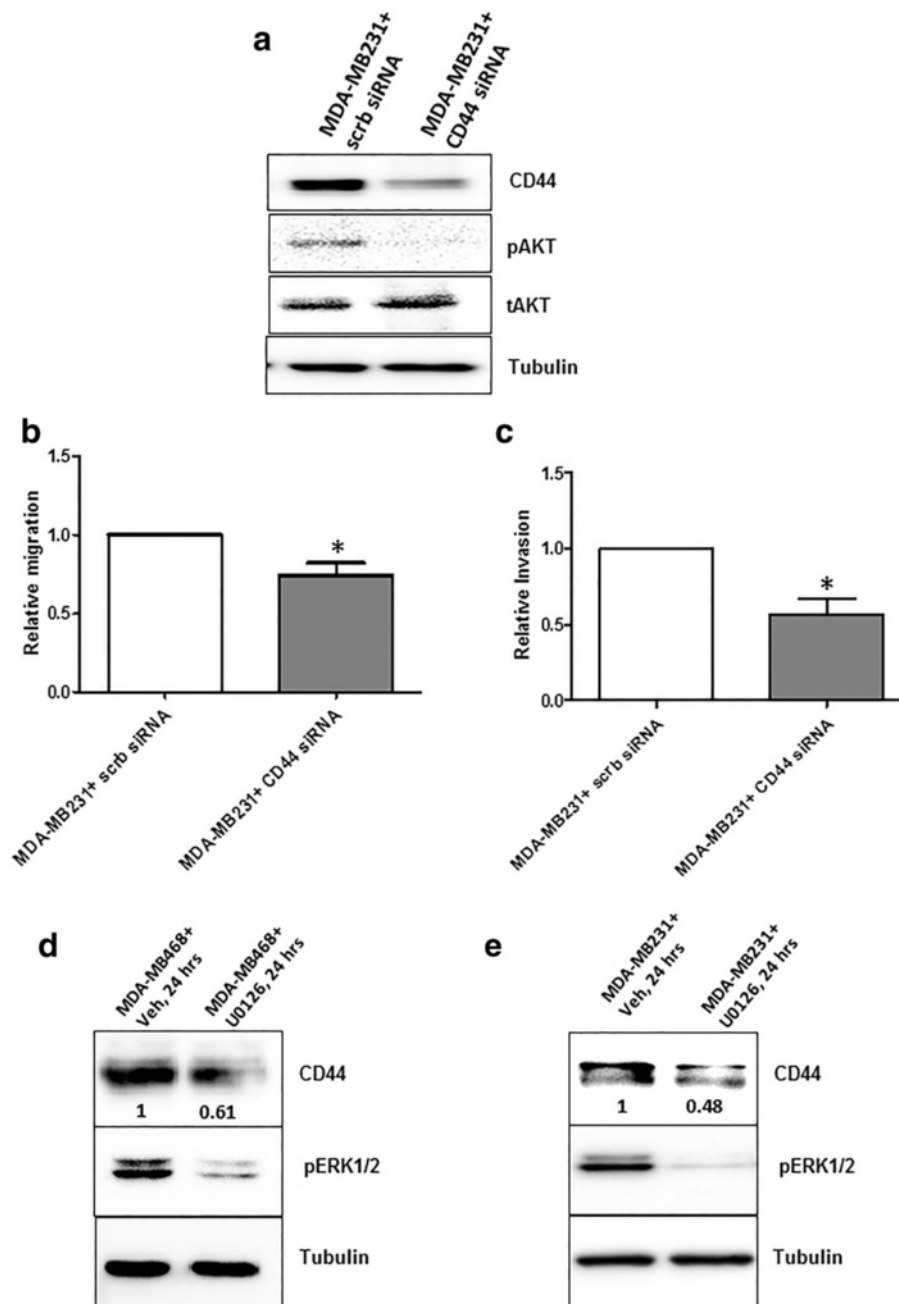 a
MDA-MB231+
scrb siRNA
MDA-MB231+
CD44 siRNA
CD44
pAKT
tAKT
Tubulin
b
Relative migration
1.5
1.0
0.5
0.0
*
MDA-MB231+ scrb siRNA
MDA-MB231+ CD44 siRNA
c
Relative Invasion
1.5
1.0
0.5
0.0
*
MDA-MB231+ scrb siRNA
MDA-MB231+ CD44 siRNA
d
MDA-MB468+
Veh, 24 hrs
MDA-MB468+
U0126, 24 hrs
CD44
1 0.61
pERK1/2
Tubulin
e
MDA-MB231+
Veh, 24 hrs
MDA-MB231+
U0126, 24 hrs
CD44
1 0.48
pERK1/2
Tubulin